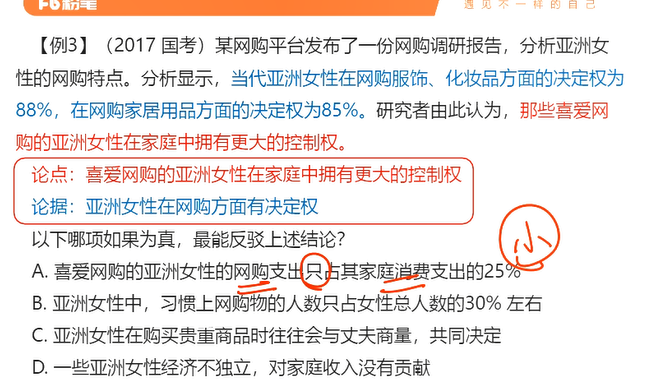 粉笔
遇见不一样的自己
【例3】（2017 国考）某网购平台发布了一份网购调研报告，分析亚洲女
性的网购特点。分析显示，当代亚洲女性在网购服饰、化妆品方面的决定权为
88%，在网购家居用品方面的决定权为85%。研究者由此认为，那些喜爱网
购的亚洲女性在家庭中拥有更大的控制权。
论点：喜爱网购的亚洲女性在家庭中拥有更大的控制权
论据：亚洲女性在网购方面有决定权
以下哪项如果为真，最能反驳上述结论？
小
A. 喜爱网购的亚洲女性的网购支出只占其家庭消费支出的25%
B. 亚洲女性中，习惯上网购物的人数只占女性总人数的30% 左右
C. 亚洲女性在购买贵重商品时往往会与丈夫商量，共同决定
D. 一些亚洲女性经济不独立，对家庭收入没有贡献